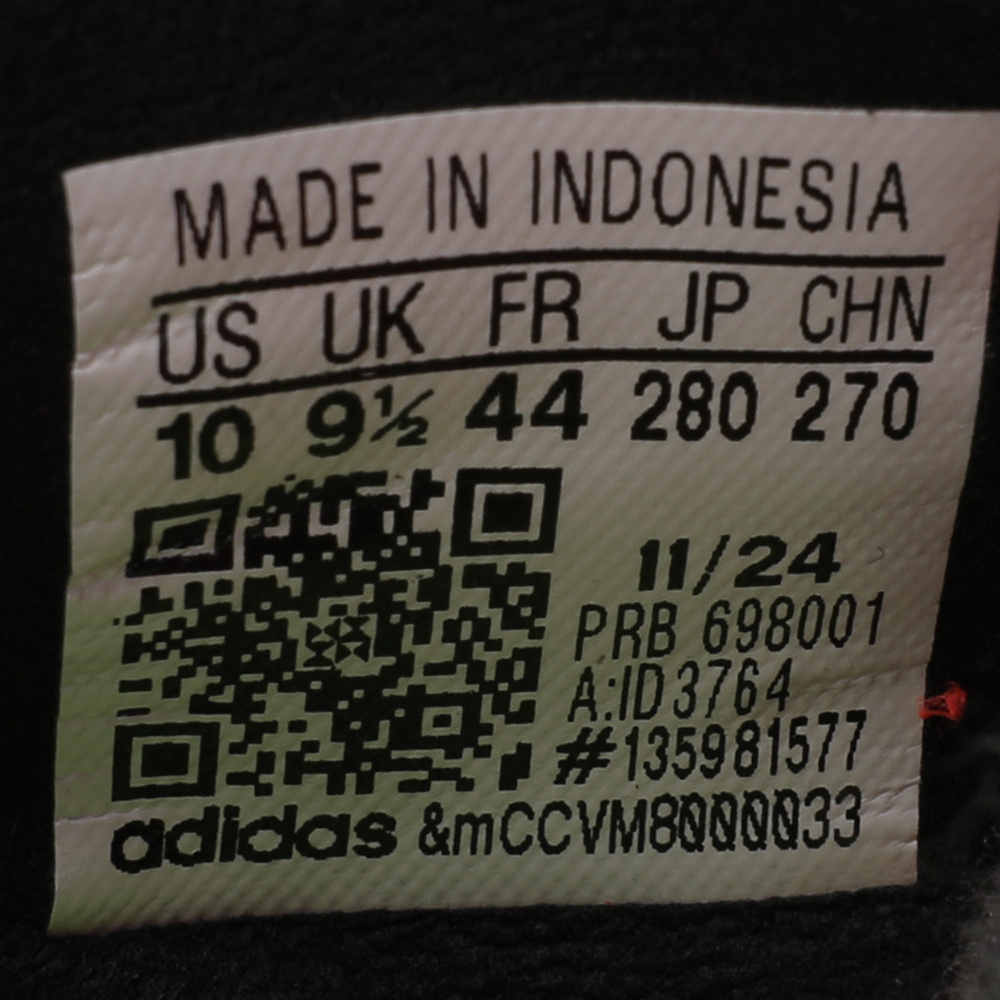 MADE IN INDONESIA
US UK FR JP CHN
10 9½ 44 280 270
11/24
PRB 698001
A:ID3764
#135981577
adidas &mCCVM8000033